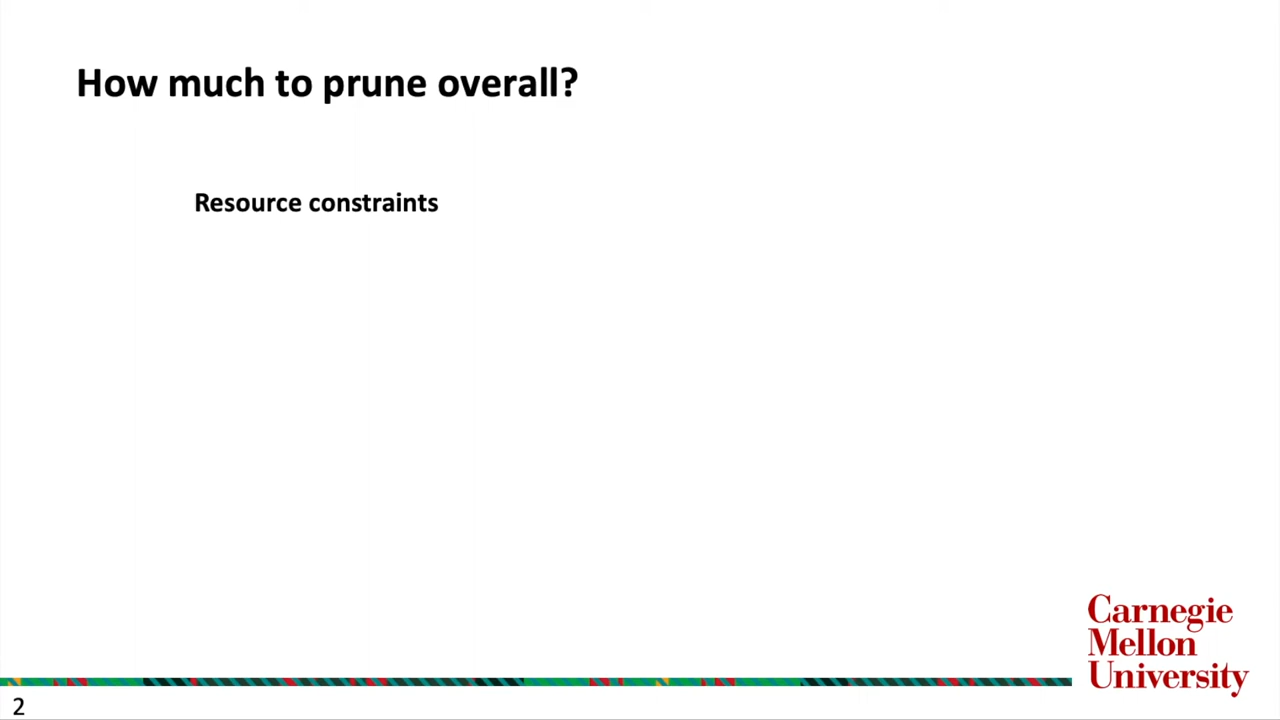 How much to prune overall?
Resource constraints
Carnegie
Mellon
University
2